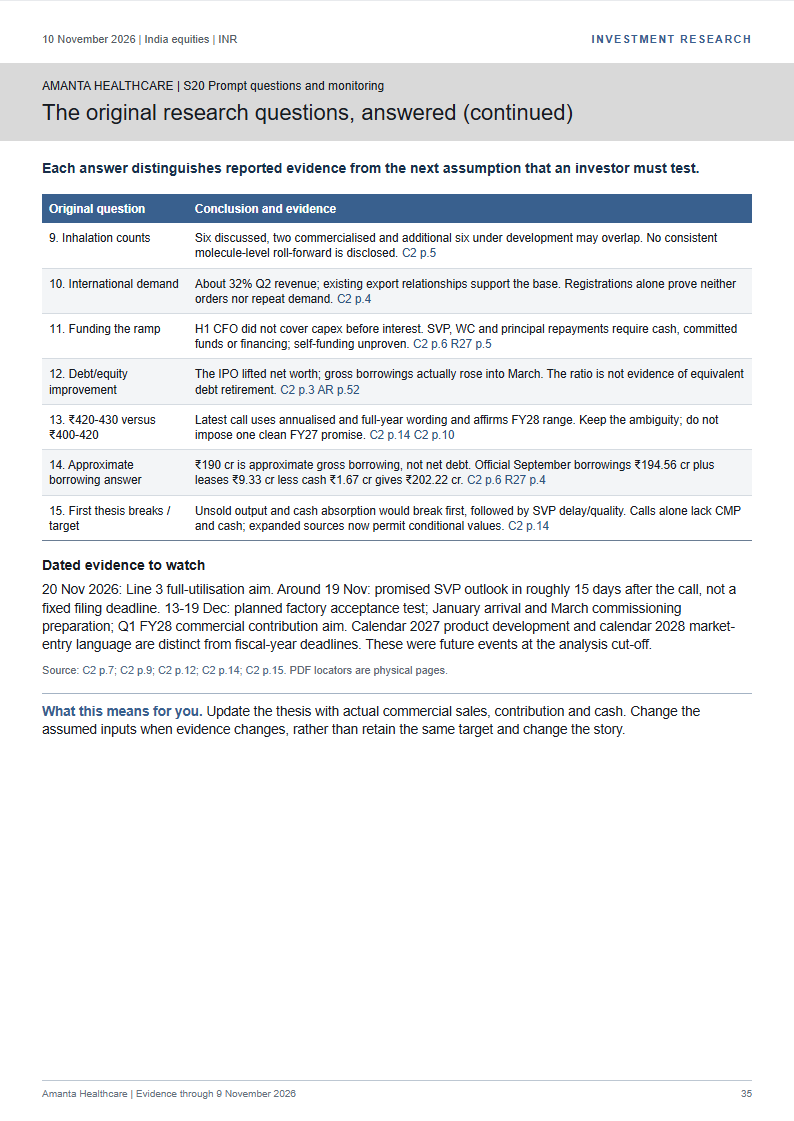 10 November 2026 | India equities | INR
INVESTMENT RESEARCH
AMANTA HEALTHCARE | S20 Prompt questions and monitoring
The original research questions, answered (continued)
Each answer distinguishes reported evidence from the next assumption that an investor must test.
Original question
Conclusion and evidence
9. Inhalation counts
Six discussed, two commercialised and additional six under development may overlap. No consistent
molecule-level roll-forward is disclosed. C2 p.5
10. International demand
About 32% Q2 revenue; existing export relationships support the base. Registrations alone prove neither
orders nor repeat demand. C2 p.4
11. Funding the ramp
H1 CFO did not cover capex before interest. SVP, WC and principal repayments require cash, committed
funds or financing; self-funding unproven. C2 p.6 R27 p.5
12. Debt/equity
improvement
The IPO lifted net worth; gross borrowings actually rose into March. The ratio is not evidence of equivalent
debt retirement. C2 p.3 AR p.52
13. ₹420-430 versus
₹400-420
Latest call uses annualised and full-year wording and affirms FY28 range. Keep the ambiguity; do not
impose one clean FY27 promise. C2 p.14 C2 p.10
14. Approximate
borrowing answer
₹190 cr is approximate gross borrowing, not net debt. Official September borrowings ₹194.56 cr plus
leases ₹9.33 cr less cash ₹1.67 cr gives ₹202.22 cr. C2 p.6 R27 p.4
15. First thesis breaks /
target
Unsold output and cash absorption would break first, followed by SVP delay/quality. Calls alone lack CMP
and cash; expanded sources now permit conditional values. C2 p.14
Dated evidence to watch
20 Nov 2026: Line 3 full-utilisation aim. Around 19 Nov: promised SVP outlook in roughly 15 days after the call, not a
fixed filing deadline. 13-19 Dec: planned factory acceptance test; January arrival and March commissioning
preparation; Q1 FY28 commercial contribution aim. Calendar 2027 product development and calendar 2028 market-
entry language are distinct from fiscal-year deadlines. These were future events at the analysis cut-off.
Source: C2 p.7; C2 p.9; C2 p.12; C2 p.14; C2 p.15. PDF locators are physical pages.
What this means for you. Update the thesis with actual commercial sales, contribution and cash. Change the
assumed inputs when evidence changes, rather than retain the same target and change the story.
Amanta Healthcare | Evidence through 9 November 2026
35